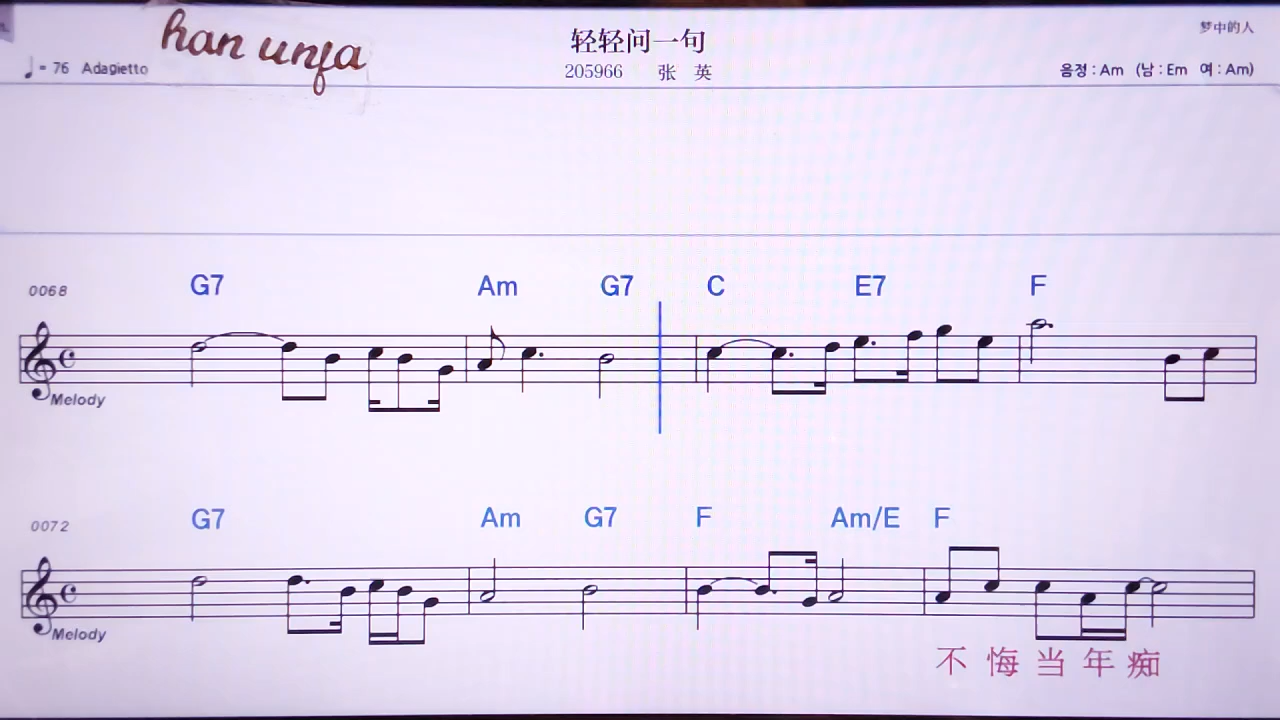 han unfa
轻轻问一句
梦中的人
♩= 76 Adagietto
205966 张 英
음정 : Am (남 : Em 여 : Am)
0068 G7 Am G7 C E7 F
Melody
0072 G7 Am G7 F Am/E F
Melody
不 悔 当 年 痴